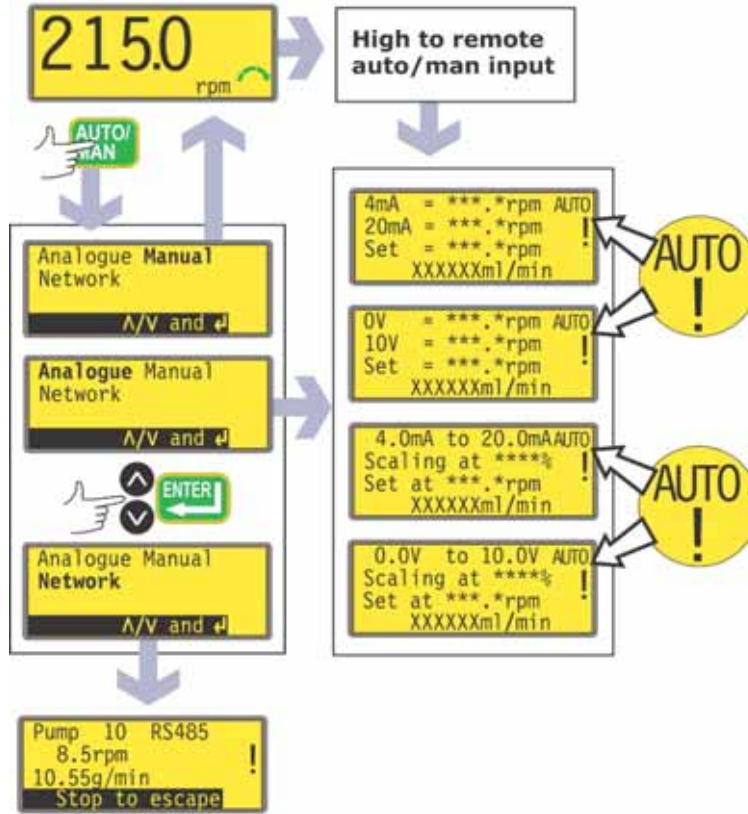 215.0
rpm
High to remote
auto/man input
AUTO/
MAN
Analogue Manual
Network
∧/∨ and ↲
Analogue Manual
Network
∧/∨ and ↲
ENTER
Analogue Manual
Network
∧/∨ and ↲
Pump 10 RS485
8.5rpm
!
10.55g/min
Stop to escape
4mA = ***.*rpm AUTO
20mA = ***.*rpm !
Set = ***.*rpm
XXXXXXml/min
0V = ***.*rpm AUTO
10V = ***.*rpm !
Set = ***.*rpm
XXXXXXml/min
AUTO
!
4.0mA to 20.0mA AUTO
Scaling at ****% !
Set at ***.*rpm
XXXXXXml/min
0.0V to 10.0V AUTO
Scaling at ****% !
Set at ***.*rpm
XXXXXXml/min
AUTO
!